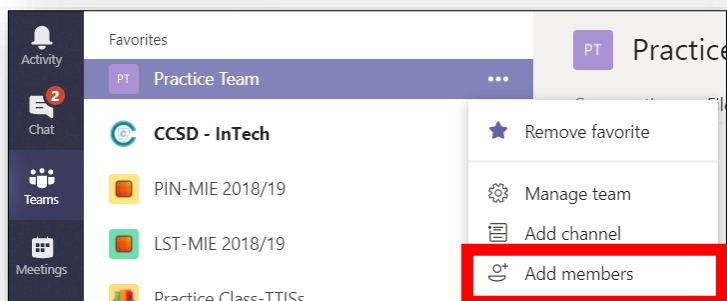 Activity
2
Chat
Teams
Meetings
Favorites
PT Practice Team
CCSD - InTech
PIN-MIE 2018/19
LST-MIE 2018/19
Practice Class-TTISs
PT Practice
Remove favorite
Manage team
Add channel
Add members